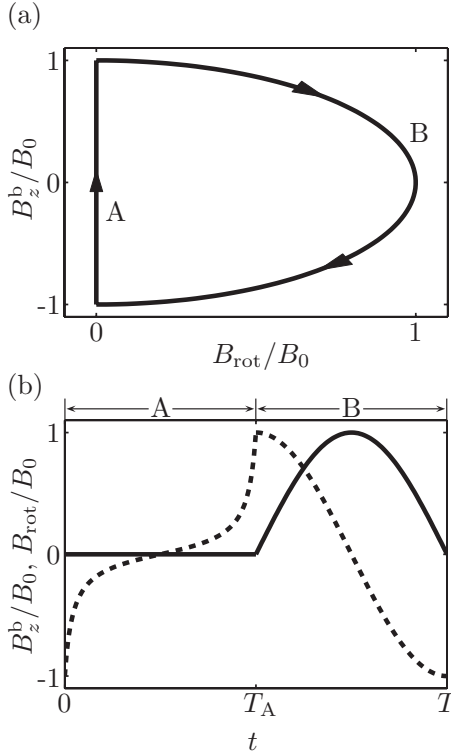 (a)
1
0
-1
B_z^b/B_0
A
B
0
1
B_rot/B_0
(b)
A
B
1
0
-1
B_z^b/B_0, B_rot/B_0
0
T_A
T
t